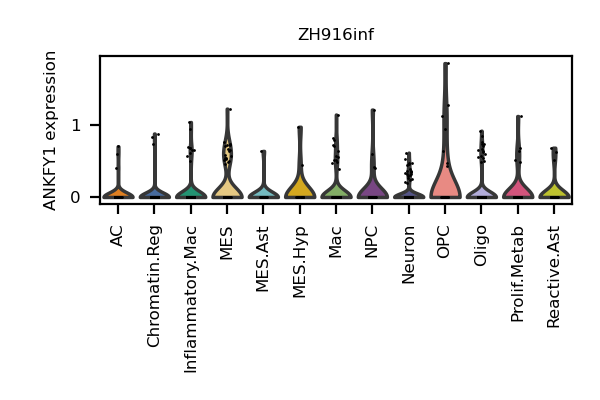 ZH916inf
ANKFY1 expression
1
0
AC
Chromatin.Reg
Inflammatory.Mac
MES
MES.Ast
MES.Hyp
Mac
NPC
Neuron
OPC
Oligo
Prolif.Metab
Reactive.Ast